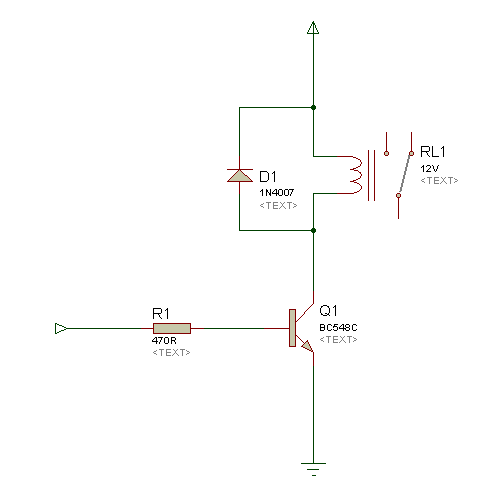 RL1
12V
<TEXT>
D1
1N4007
<TEXT>
R1
470R
<TEXT>
Q1
BC548C
<TEXT>